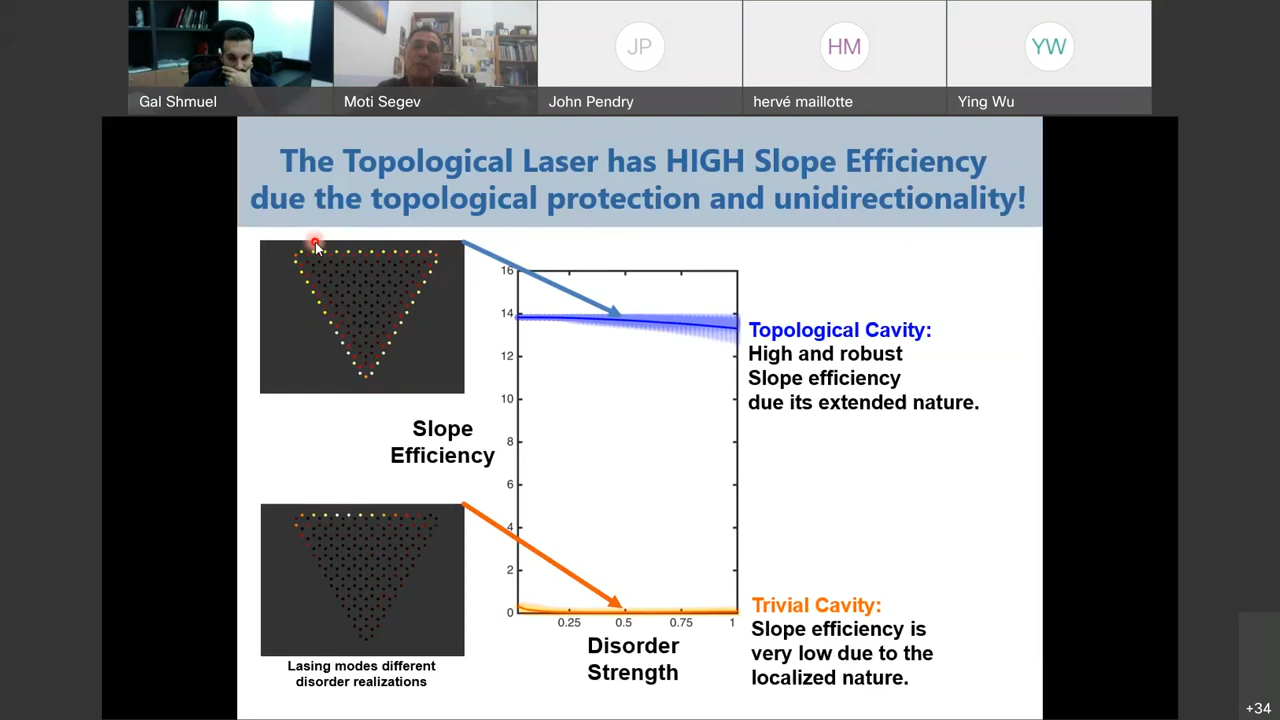 JP
HM
YW
Gal Shmuel
Moti Segev
John Pendry
hervé maillotte
Ying Wu
The Topological Laser has HIGH Slope Efficiency
due the topological protection and unidirectionality!
16
14
12
10
8
6
4
2
0
0.25
0.5
0.75
1
Slope
Efficiency
Disorder
Strength
Topological Cavity:
High and robust
Slope efficiency
due its extended nature.
Trivial Cavity:
Slope efficiency is
very low due to the
localized nature.
Lasing modes different
disorder realizations
+34